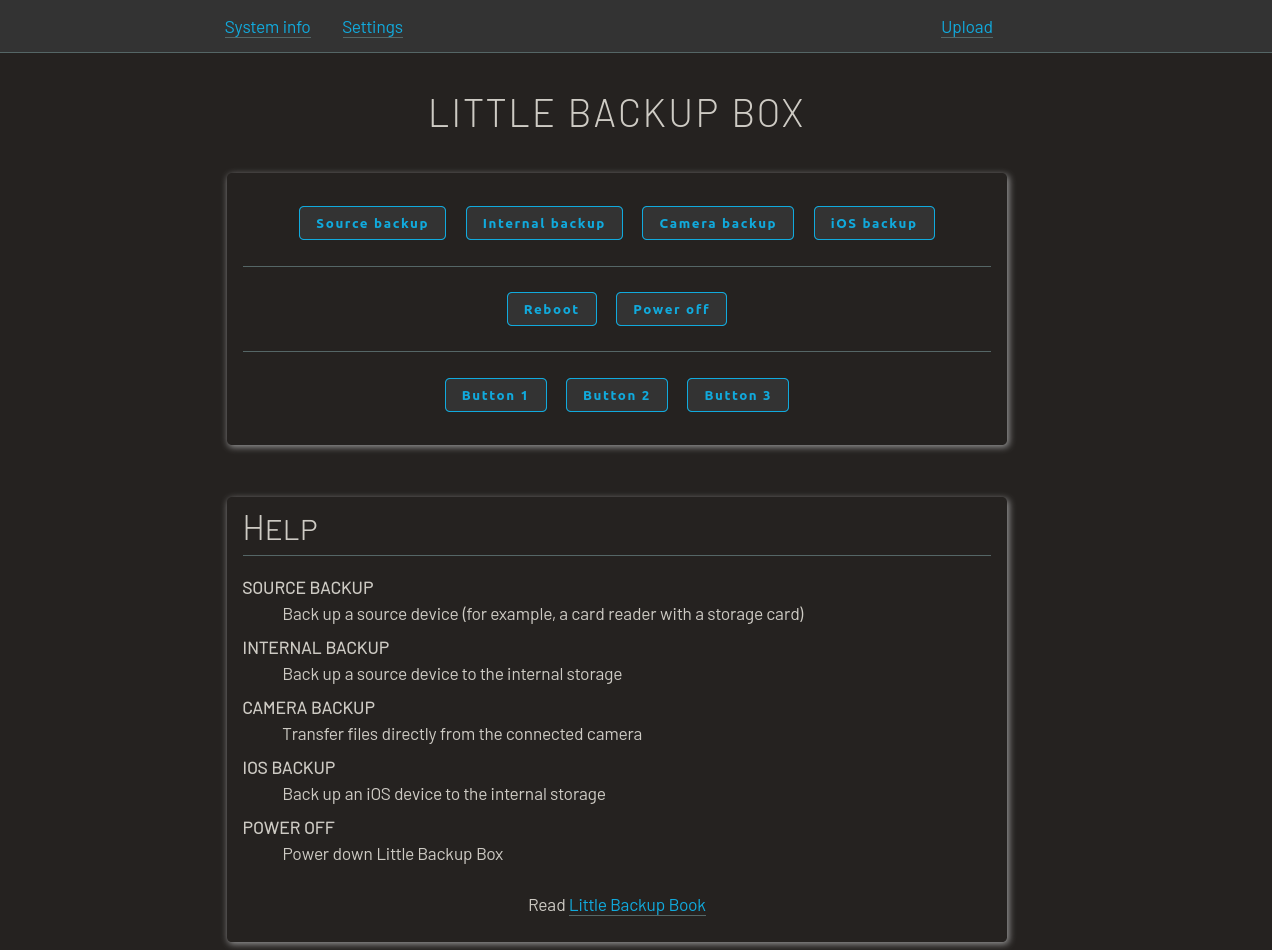 System info Settings Upload
LITTLE BACKUP BOX
Source backup Internal backup Camera backup iOS backup
Reboot Power off
Button 1 Button 2 Button 3
HELP
SOURCE BACKUP
Back up a source device (for example, a card reader with a storage card)
INTERNAL BACKUP
Back up a source device to the internal storage
CAMERA BACKUP
Transfer files directly from the connected camera
IOS BACKUP
Back up an iOS device to the internal storage
POWER OFF
Power down Little Backup Box
Read Little Backup Book